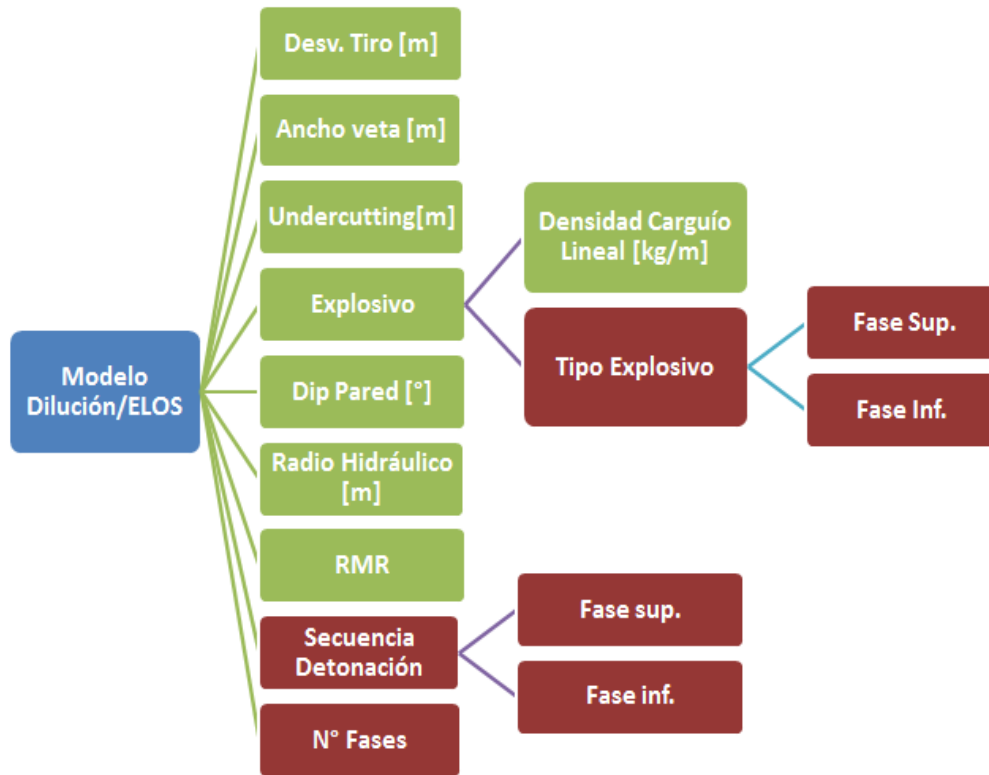 Modelo
Dilución/ELOS
Desv. Tiro [m]
Ancho veta [m]
Undercutting[m]
Explosivo
Densidad Carguío
Lineal [kg/m]
Tipo Explosivo
Fase Sup.
Fase Inf.
Dip Pared [°]
Radio Hidráulico
[m]
RMR
Secuencia
Detonación
Fase sup.
Fase inf.
N° Fases